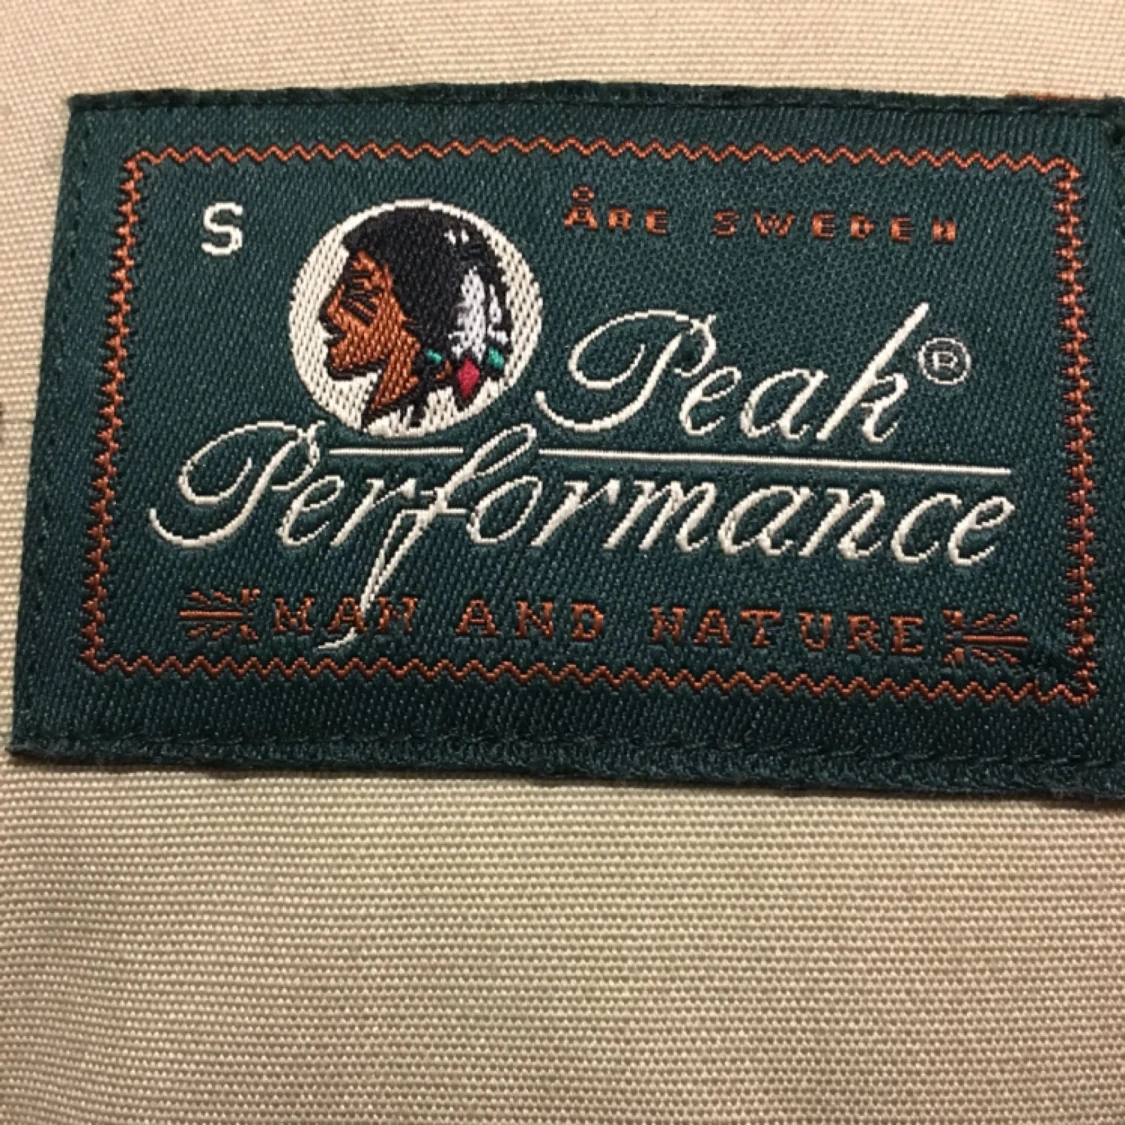 S
ÅRE SWEDEN
Peak®
Performance
MAN AND NATURE